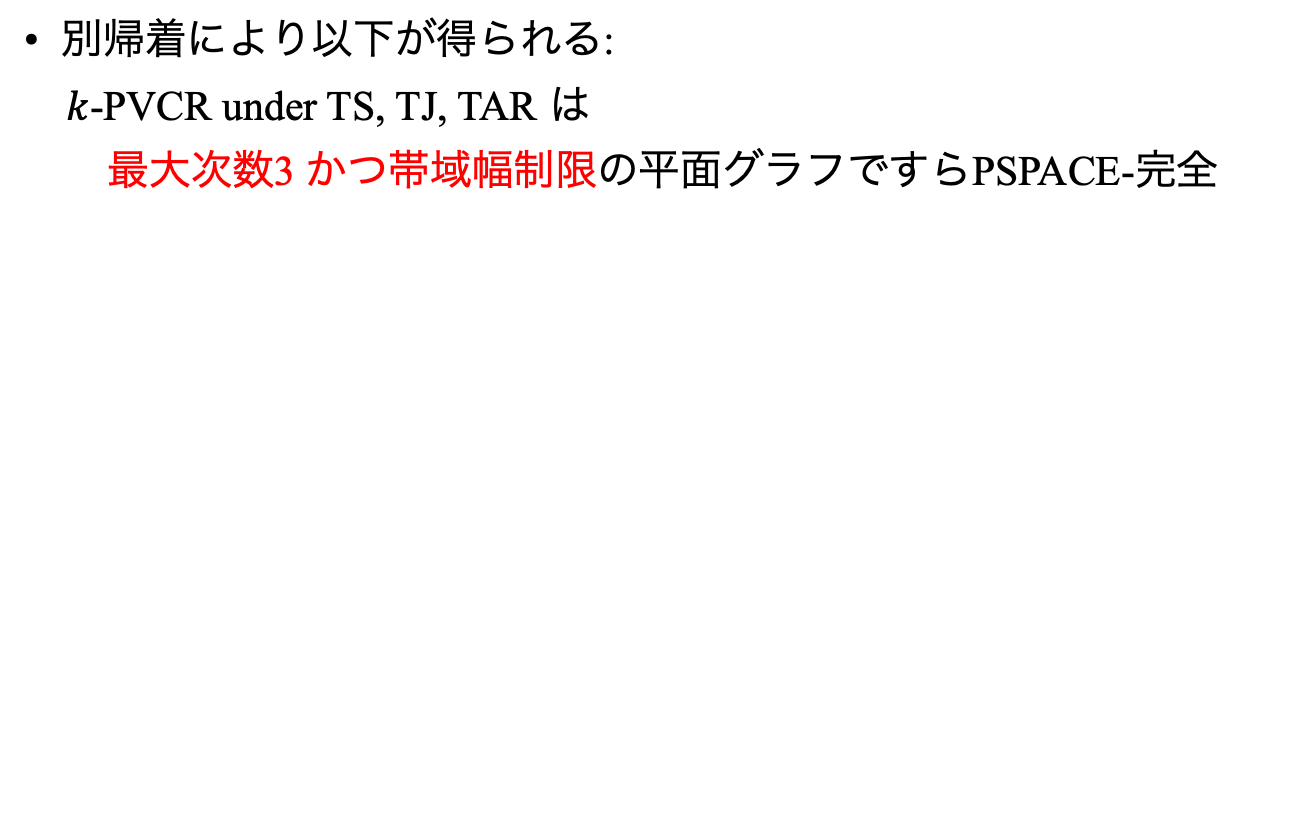 • 別帰着により以下が得られる:
k-PVCR under TS, TJ, TAR は
最大次数3 かつ帯域幅制限の平面グラフですらPSPACE-完全